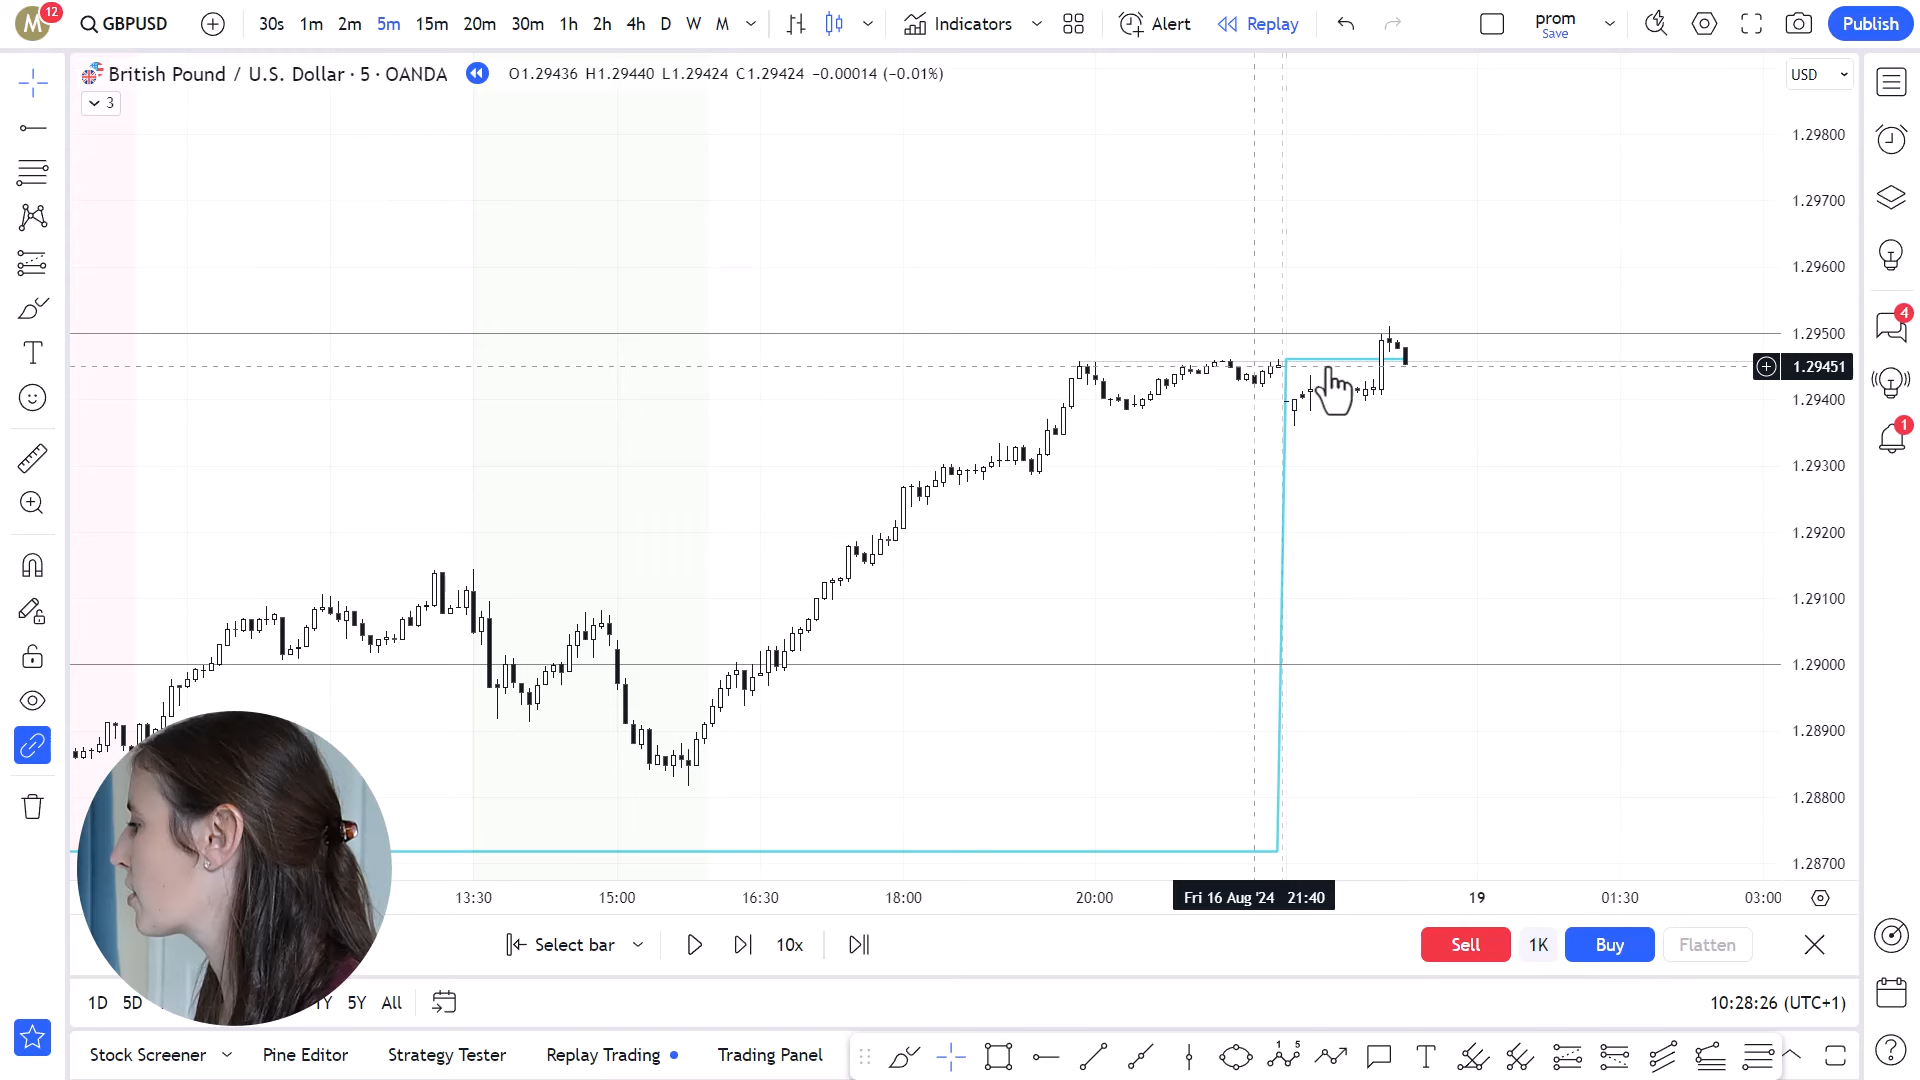 M 12 GBPUSD 30s 1m 2m 5m 15m 20m 30m 1h 2h 4h D W M Indicators Alert Replay prom Save Publish
British Pound / U.S. Dollar · 5 · OANDA O1.29436 H1.29440 L1.29424 C1.29424 −0.00014 (−0.01%) USD
3
1.29800
1.29700
1.29600
1.29500
1.29451
1.29400
1.29300
1.29200
1.29100
1.29000
1.28900
1.28800
1.28700
4
1
13:30 15:00 16:30 18:00 20:00 Fri 16 Aug '24 21:40 19 01:30 03:00
Select bar 10x Sell 1K Buy Flatten
1D 5D 1Y 5Y All 10:28:26 (UTC+1)
Stock Screener Pine Editor Strategy Tester Replay Trading Trading Panel